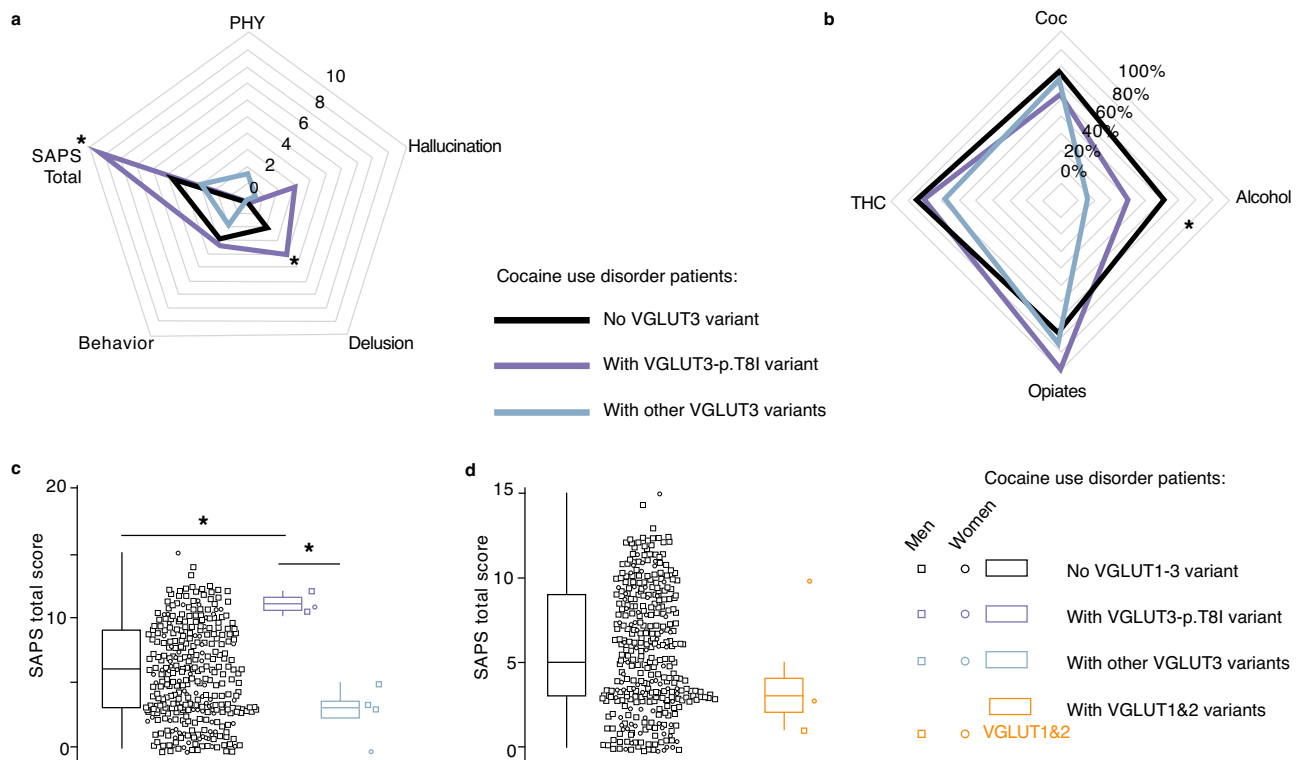 a
PHY
10
8
6
4
2
0
Hallucination
*
SAPS
Total
*
Behavior
Delusion
b
Coc
100%
80%
60%
40%
20%
0%
THC
Alcohol
*
Opiates
Cocaine use disorder patients:
No VGLUT3 variant
With VGLUT3-p.T8I variant
With other VGLUT3 variants
c
20
10
0
SAPS total score
*
*
d
15
10
5
0
SAPS total score
Cocaine use disorder patients:
Men
Women
No VGLUT1-3 variant
With VGLUT3-p.T8I variant
With other VGLUT3 variants
With VGLUT1&2 variants
VGLUT1&2